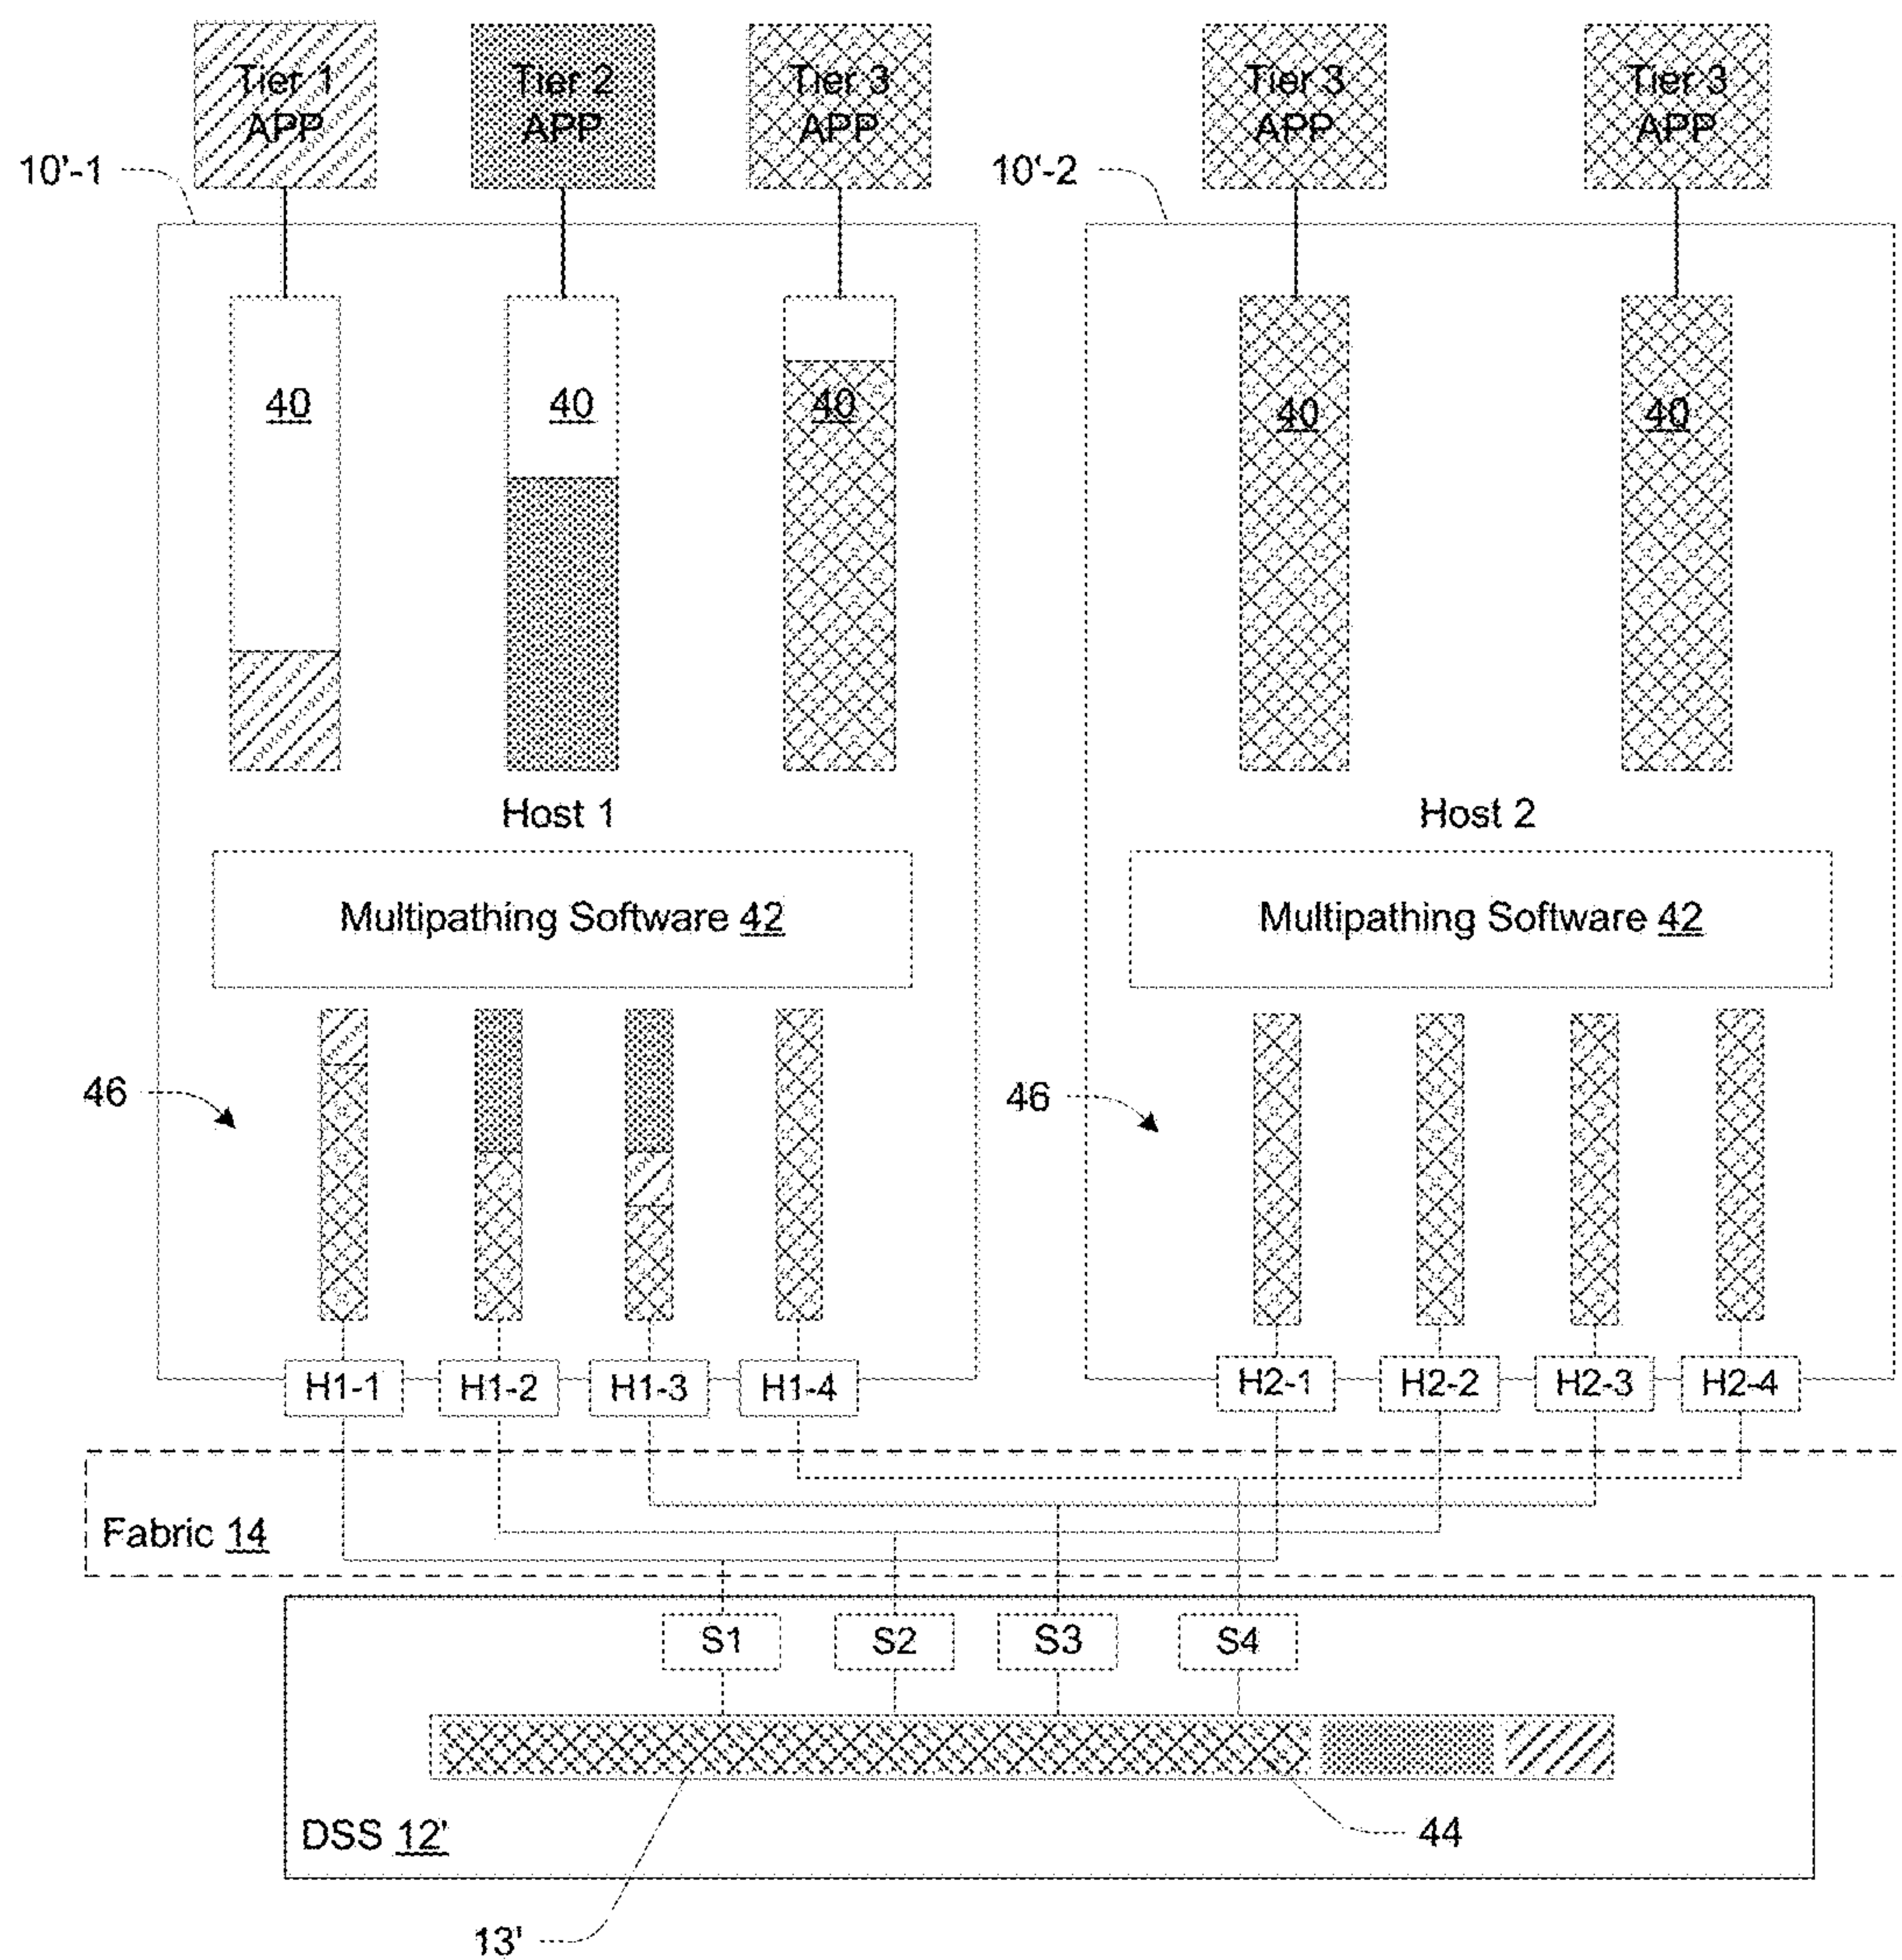 Tier 1
APP
Tier 2
APP
Tier 3
APP
Tier 3
APP
Tier 3
APP
10'-1
10'-2
40
40
40
40
40
Host 1
Host 2
Multipathing Software 42
Multipathing Software 42
46
46
H1-1
H1-2
H1-3
H1-4
H2-1
H2-2
H2-3
H2-4
Fabric 14
S1
S2
S3
S4
DSS 12'
44
13'